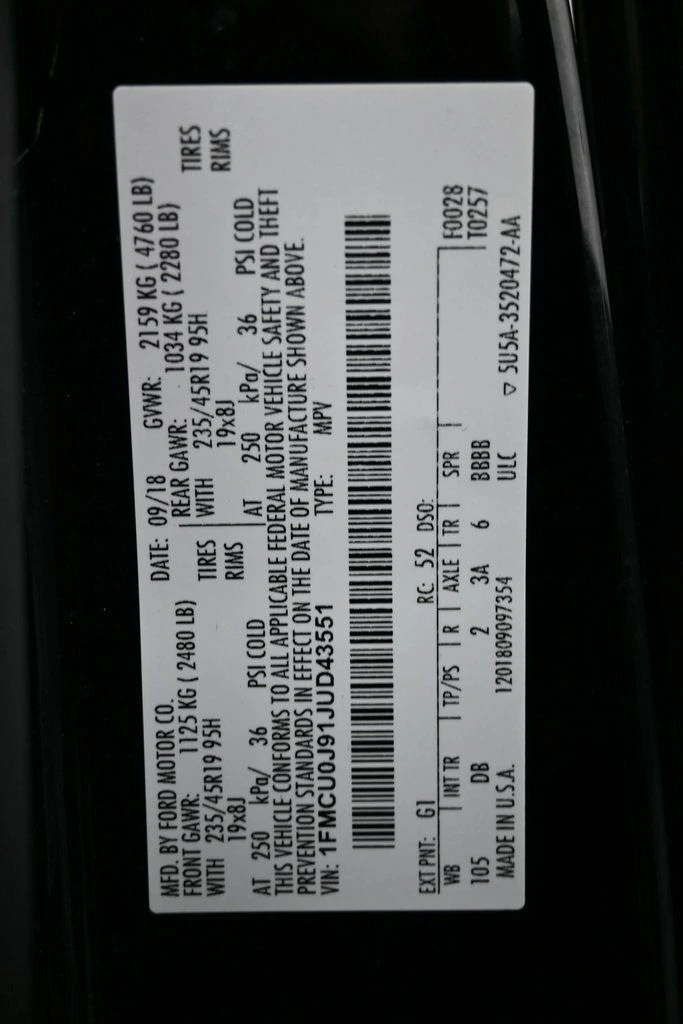 MFD. BY FORD MOTOR CO.
DATE: 09/18 GVWR: 2159 KG ( 4760 LB)
FRONT GAWR: 1125 KG ( 2480 LB) REAR GAWR: 1034 KG ( 2280 LB)
WITH 235/45R19 95H TIRES WITH 235/45R19 95H TIRES
19x8J RIMS 19x8J RIMS
AT 250 kPa/ 36 PSI COLD AT 250 kPa/ 36 PSI COLD
THIS VEHICLE CONFORMS TO ALL APPLICABLE FEDERAL MOTOR VEHICLE SAFETY AND THEFT
PREVENTION STANDARDS IN EFFECT ON THE DATE OF MANUFACTURE SHOWN ABOVE.
VIN: 1FMCU0J91JUD43551 TYPE: MPV
EXT PNT: G1 RC: 52 DSO:
WB INT TR TP/PS R AXLE TR SPR F0028
105 DB 2 3A 6 BBBB T0257
MADE IN U.S.A. 1201809097354 ULC ▽ 5U5A-3520472-AA